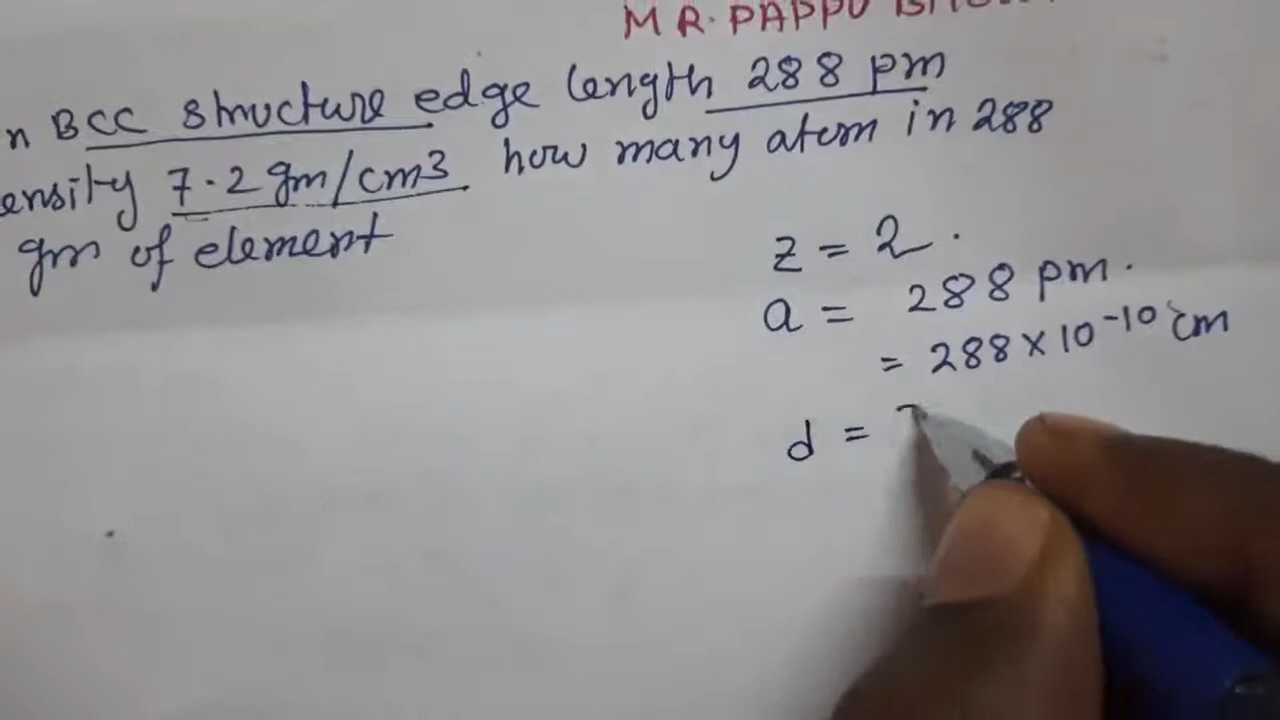 MR. PAPPU
n BCC structure edge length 288 pm
ensity 7.2 gm/cm3 how many atom in 288
gm of element
z = 2.
a = 288 pm.
= 288 × 10-10 cm
d =